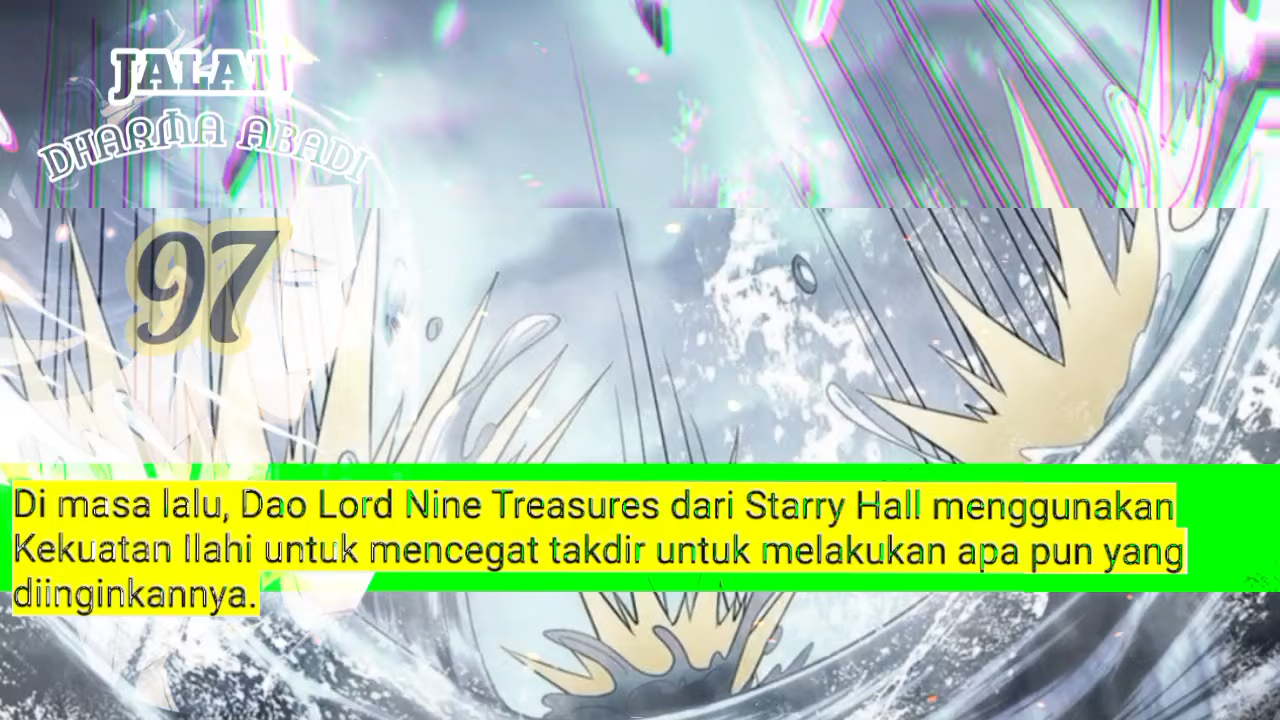 JALAN
DHARMA ABADI
97
Di masa lalu, Dao Lord Nine Treasures dari Starry Hall menggunakan
Kekuatan Ilahi untuk mencegat takdir untuk melakukan apa pun yang
diinginkannya.